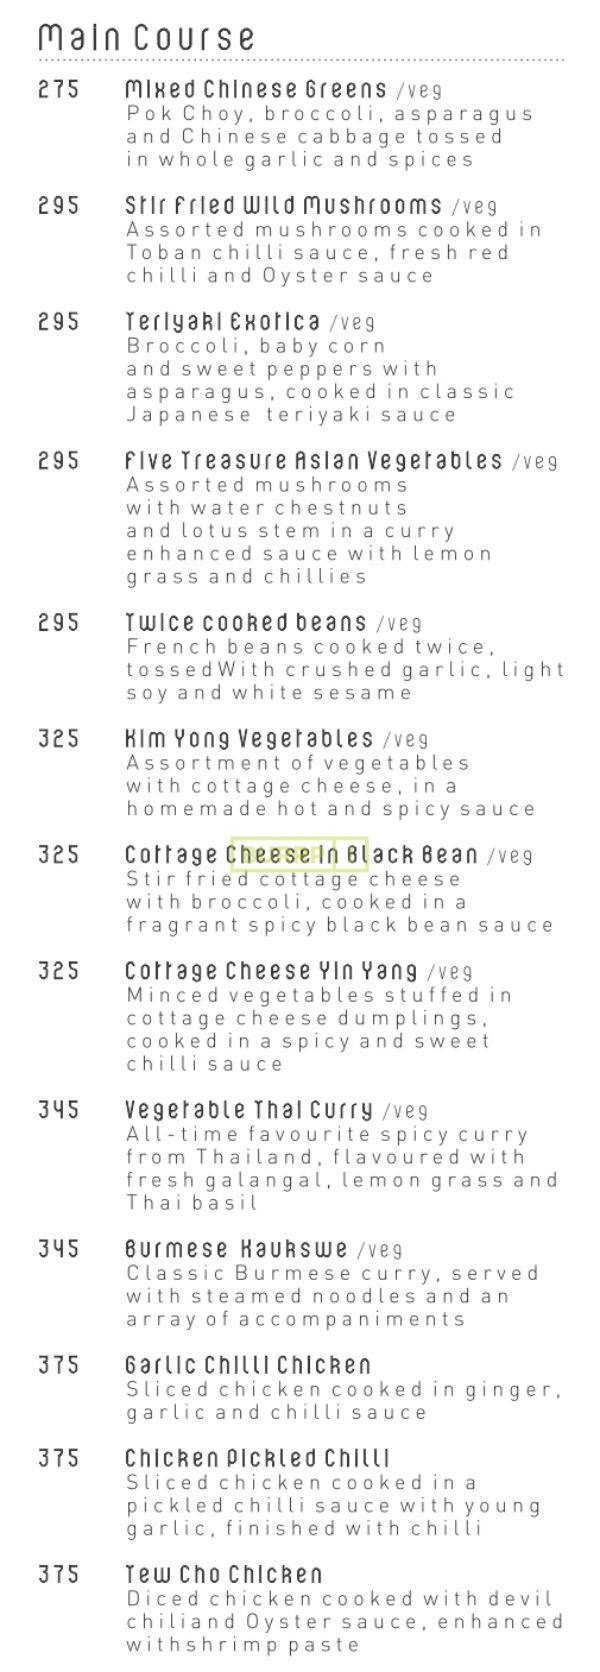 Main Course
275 Mixed Chinese Greens /veg
Pok Choy, broccoli, asparagus
and Chinese cabbage tossed
in whole garlic and spices
295 Stir Fried Wild Mushrooms /veg
Assorted mushrooms cooked in
Toban chilli sauce, fresh red
chilli and Oyster sauce
295 Teriyaki Exotica /veg
Broccoli, baby corn
and sweet peppers with
asparagus, cooked in classic
Japanese teriyaki sauce
295 Five Treasure Asian Vegetables /veg
Assorted mushrooms
with water chestnuts
and lotus stem in a curry
enhanced sauce with lemon
grass and chillies
295 Twice cooked beans /veg
French beans cooked twice,
tossedWith crushed garlic, light
soy and white sesame
325 Kim Yong Vegetables /veg
Assortment of vegetables
with cottage cheese, in a
homemade hot and spicy sauce
325 Cottage Cheese In Black Bean /veg
Stir fried cottage cheese
with broccoli, cooked in a
fragrant spicy black bean sauce
325 Cottage Cheese Yin Yang /veg
Minced vegetables stuffed in
cottage cheese dumplings,
cooked in a spicy and sweet
chilli sauce
345 Vegetable Thai Curry /veg
All-time favourite spicy curry
from Thailand, flavoured with
fresh galangal, lemon grass and
Thai basil
345 Burmese Haukswe /veg
Classic Burmese curry, served
with steamed noodles and an
array of accompaniments
375 Garlic Chilli Chicken
Sliced chicken cooked in ginger,
garlic and chilli sauce
375 Chicken Pickled Chilli
Sliced chicken cooked in a
pickled chilli sauce with young
garlic, finished with chilli
375 Tew Cho Chicken
Diced chicken cooked with devil
chiliand Oyster sauce, enhanced
withshrimp paste